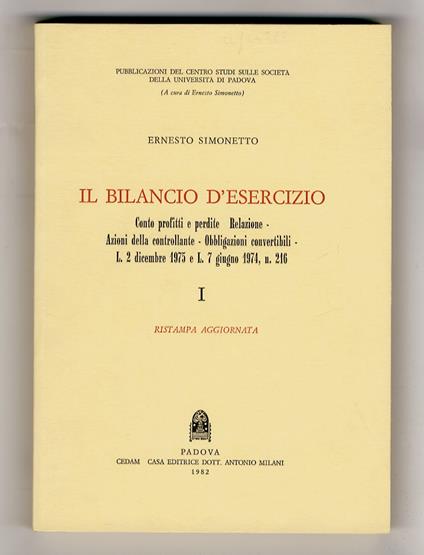 PUBBLICAZIONI DEL CENTRO STUDI SULLE SOCIETÀ
DELLA UNIVERSITÀ DI PADOVA
(A cura di Ernesto Simonetto)
ERNESTO SIMONETTO
IL BILANCIO D'ESERCIZIO
Conto profitti e perdite Relazione -
Azioni della controllante - Obbligazioni convertibili -
L. 2 dicembre 1975 e L. 7 giugno 1974, n. 216
I
RISTAMPA AGGIORNATA
PADOVA
CEDAM CASA EDITRICE DOTT. ANTONIO MILANI
1982